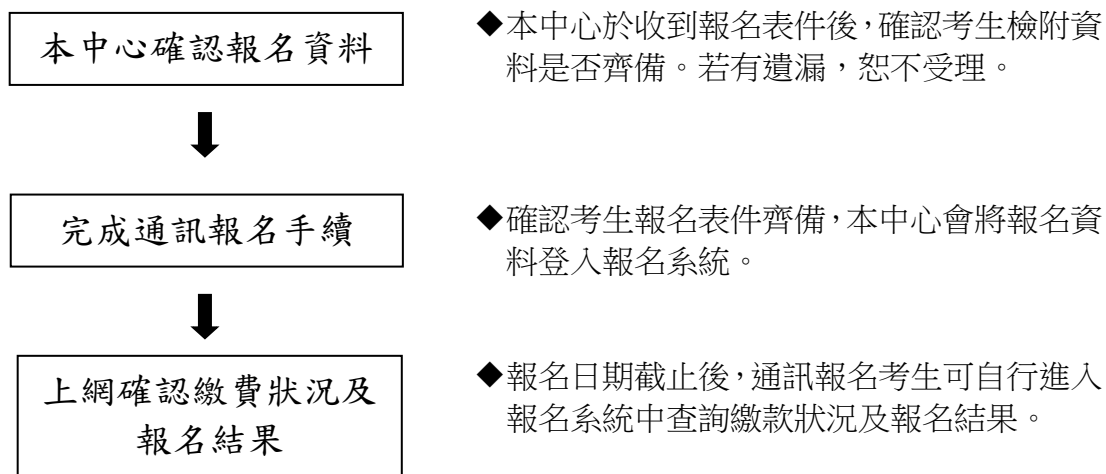 本中心確認報名資料
◆本中心於收到報名表件後，確認考生檢附資
料是否齊備。若有遺漏，恕不受理。
完成通訊報名手續
◆確認考生報名表件齊備，本中心會將報名資
料登入報名系統。
上網確認繳費狀況及
報名結果
◆報名日期截止後，通訊報名考生可自行進入
報名系統中查詢繳款狀況及報名結果。